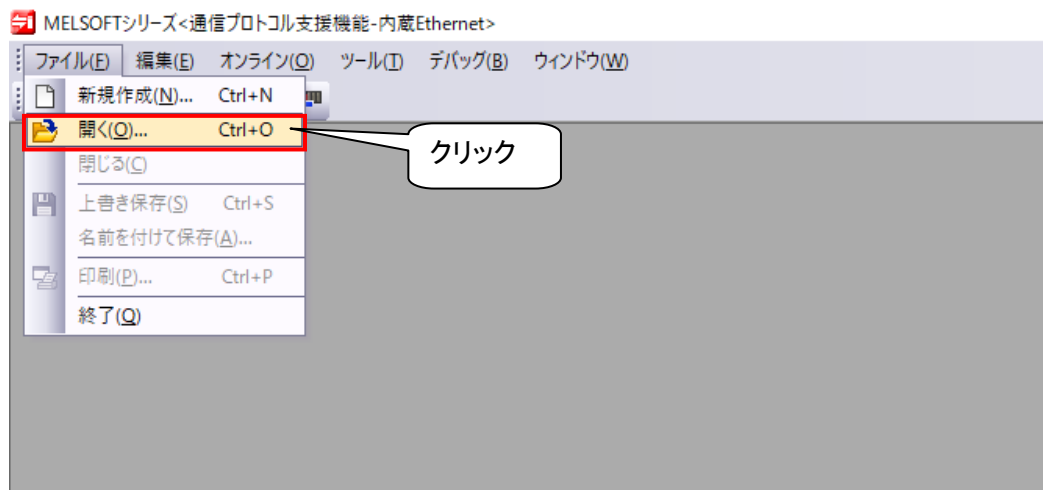 MELSOFTシリーズ<通信プロトコル支援機能-内蔵Ethernet>
ファイル(F) 編集(E) オンライン(O) ツール(T) デバッグ(B) ウィンドウ(W)
新規作成(N)... Ctrl+N
開く(O)... Ctrl+O
クリック
閉じる(C)
上書き保存(S) Ctrl+S
名前を付けて保存(A)...
印刷(P)... Ctrl+P
終了(Q)